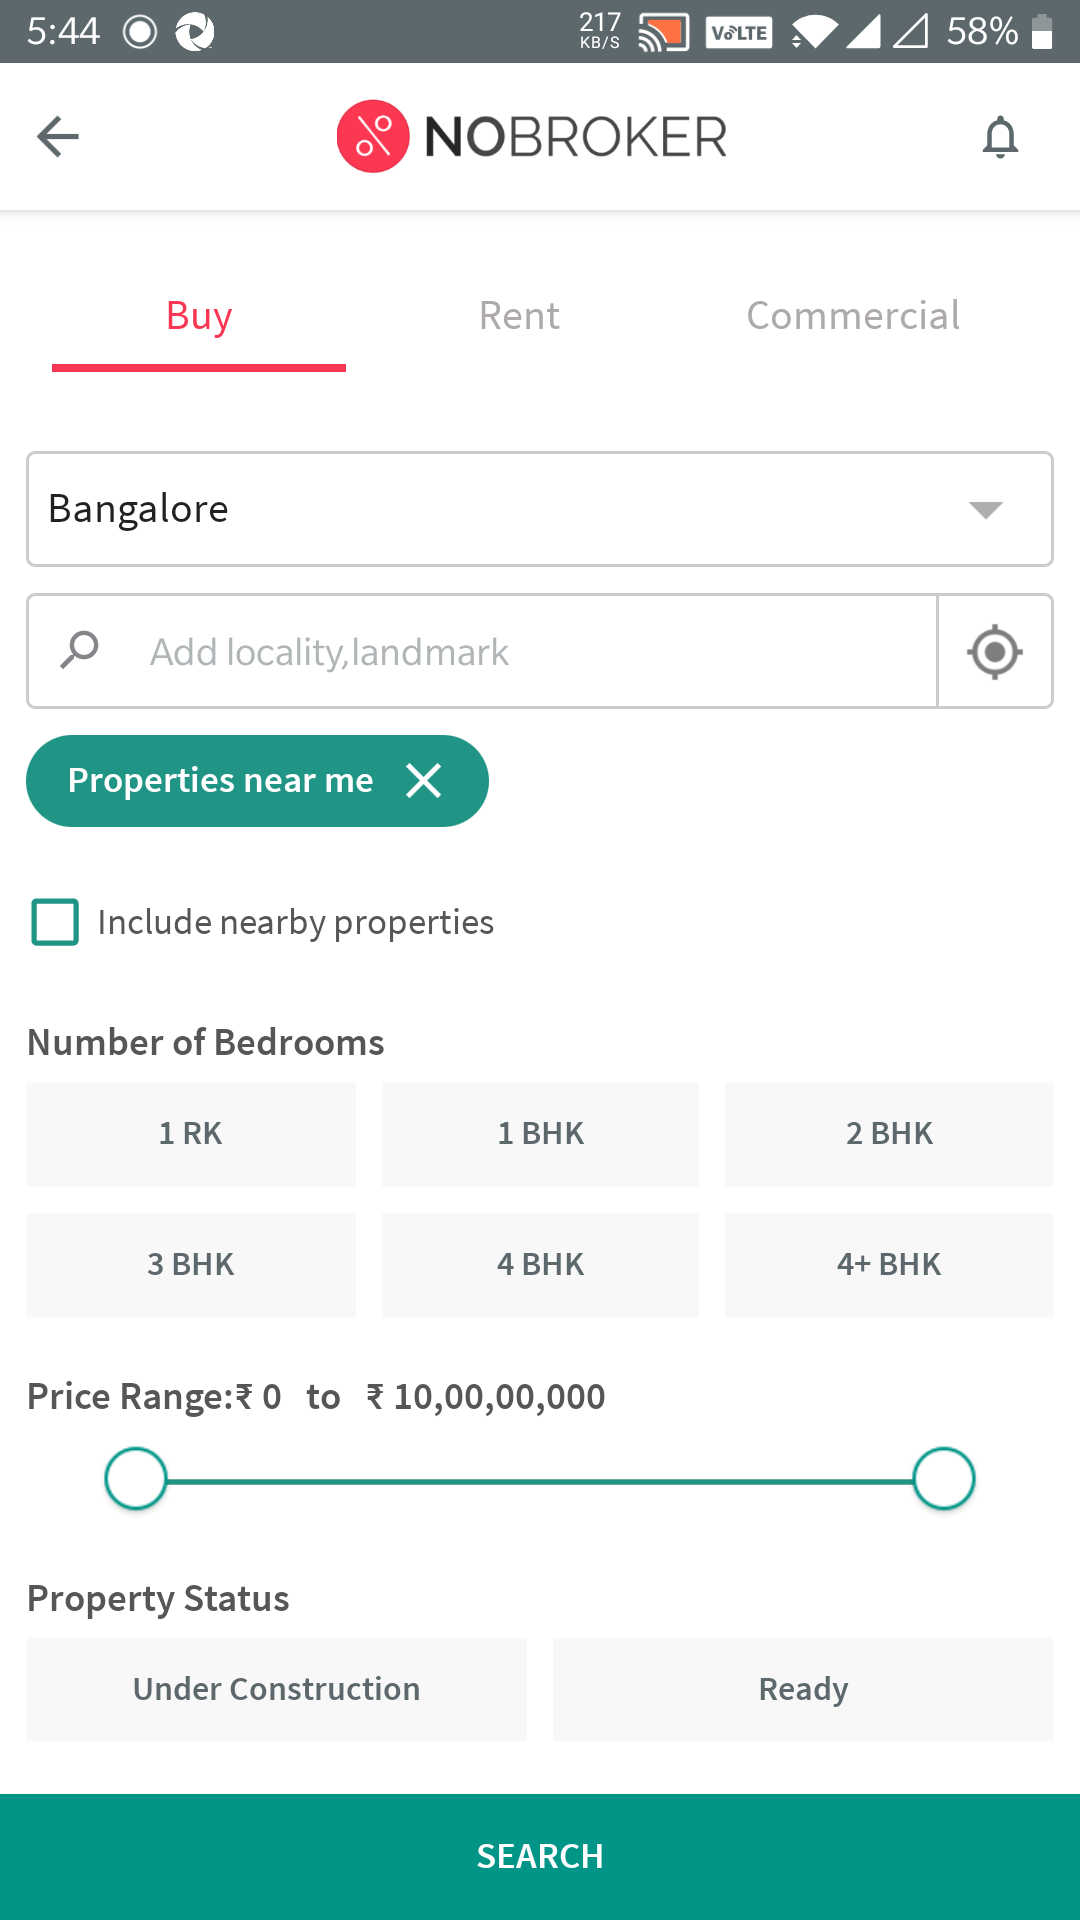 5:44 217 KB/S VoLTE 58%
NOBROKER
Buy Rent Commercial
Bangalore
Add locality,landmark
Properties near me
Include nearby properties
Number of Bedrooms
1 RK 1 BHK 2 BHK
3 BHK 4 BHK 4+ BHK
Price Range:₹ 0 to ₹ 10,00,00,000
Property Status
Under Construction Ready
SEARCH